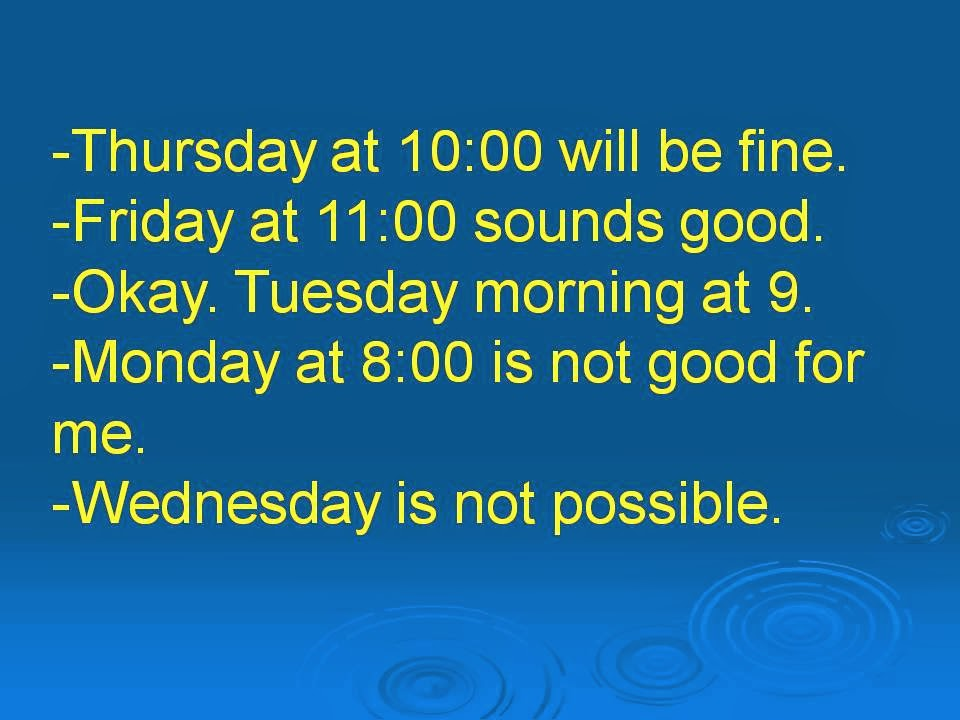 -Thursday at 10:00 will be fine.
-Friday at 11:00 sounds good.
-Okay. Tuesday morning at 9.
-Monday at 8:00 is not good for
me.
-Wednesday is not possible.